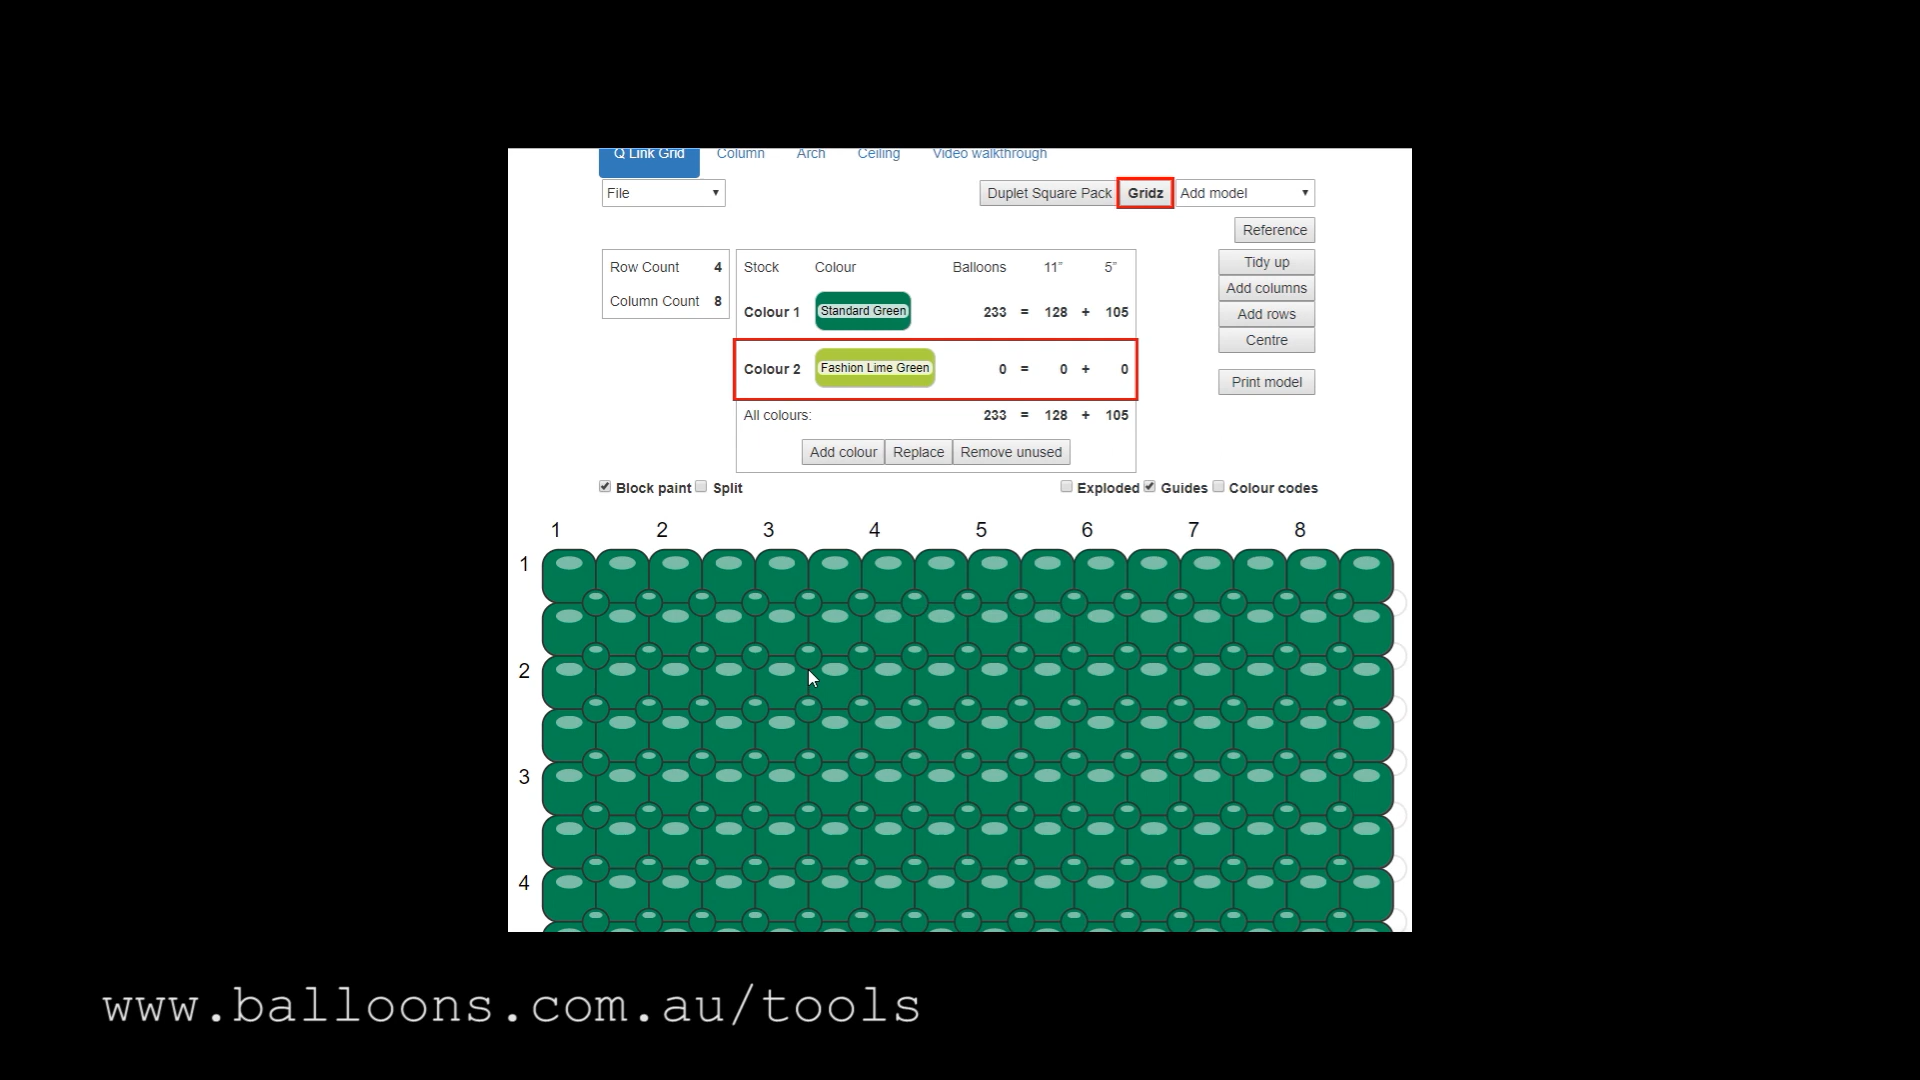 Q Link Grid Column Arch Ceiling Video walkthrough
File Duplet Square Pack Gridz Add model
Reference
Row Count 4
Column Count 8
Stock Colour Balloons 11” 5”
Colour 1 Standard Green 233 = 128 + 105
Colour 2 Fashion Lime Green 0 = 0 + 0
All colours: 233 = 128 + 105
Add colour Replace Remove unused
Tidy up
Add columns
Add rows
Centre
Print model
Block paint Split Exploded Guides Colour codes
1 2 3 4 5 6 7 8
1
2
3
4
www.balloons.com.au/tools